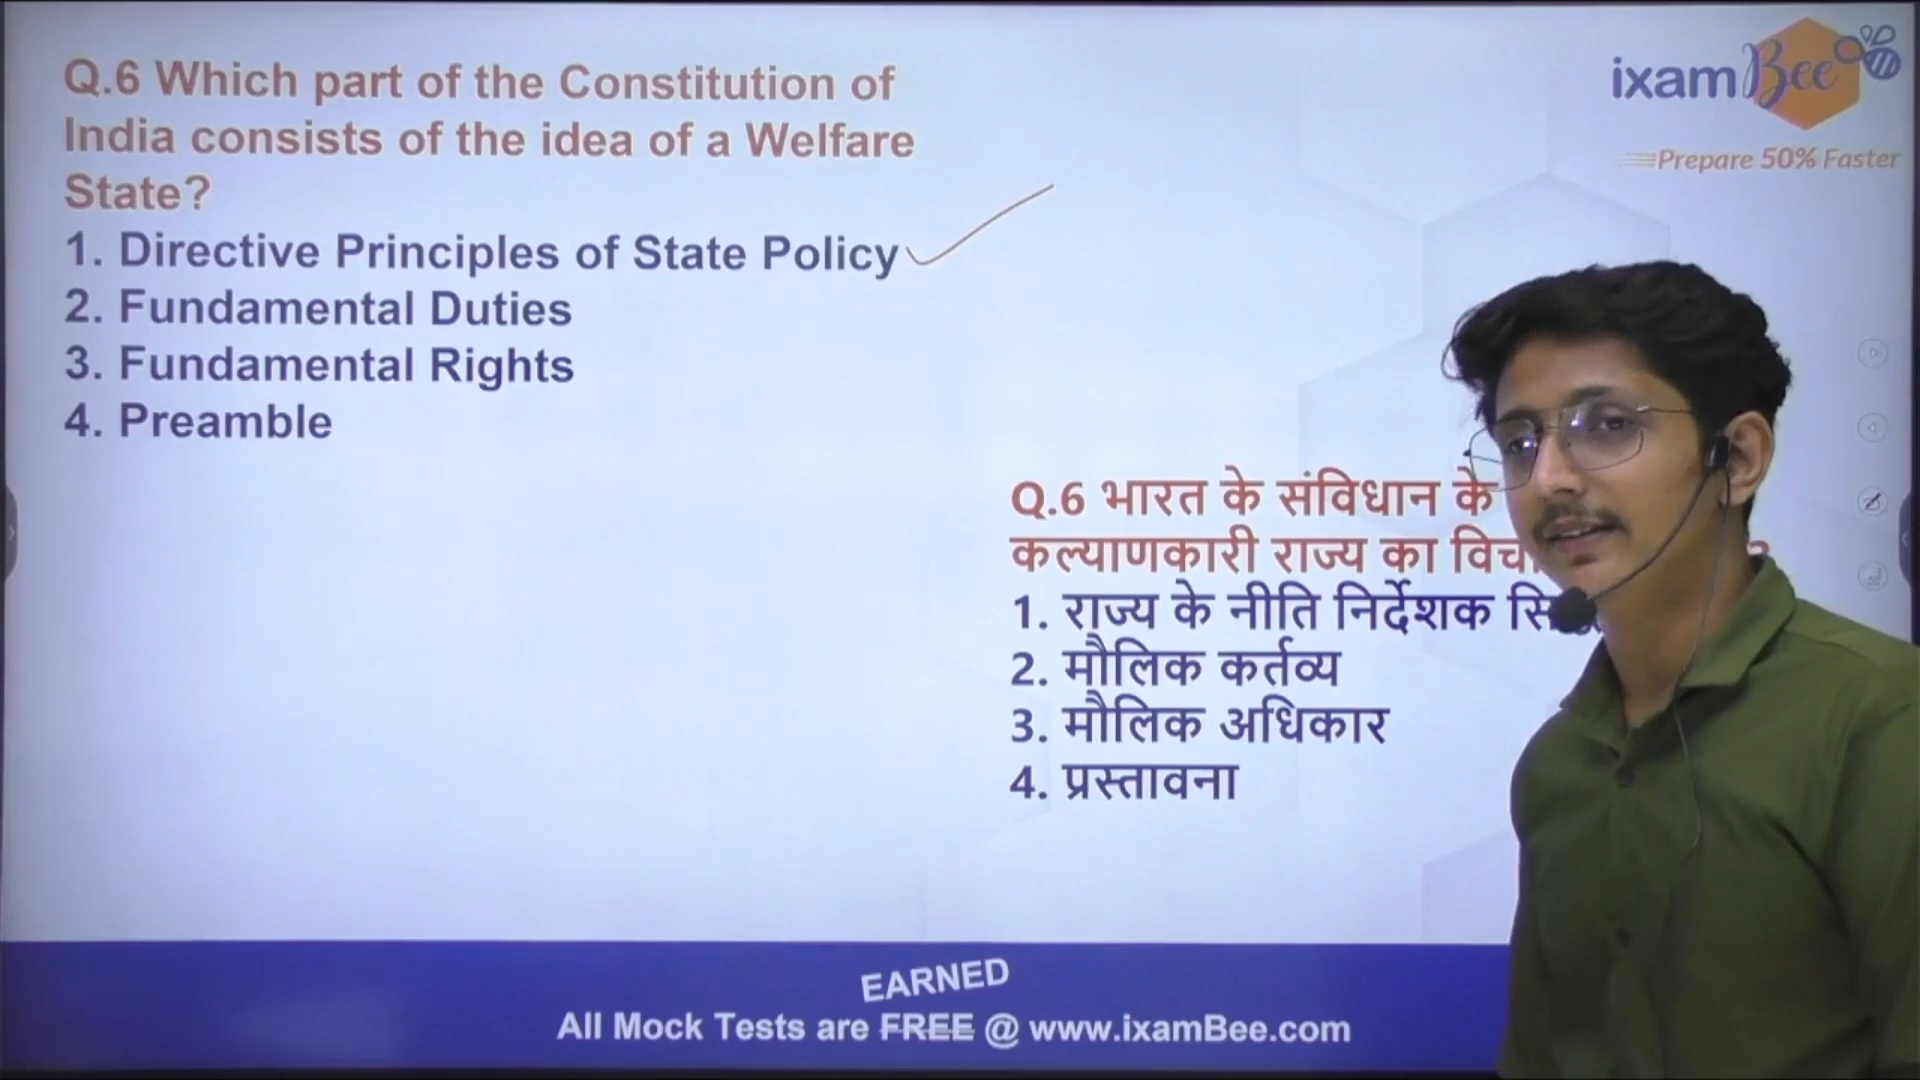 Q.6 Which part of the Constitution of
India consists of the idea of a Welfare
State?
1. Directive Principles of State Policy
2. Fundamental Duties
3. Fundamental Rights
4. Preamble
ixamBee
Prepare 50% Faster
Q.6 भारत के संविधान के
कल्याणकारी राज्य का
1. राज्य के नीति निर्देशक
2. मौलिक कर्तव्य
3. मौलिक अधिकार
4. प्रस्तावना
EARNED
All Mock Tests are FREE @ www.ixamBee.com